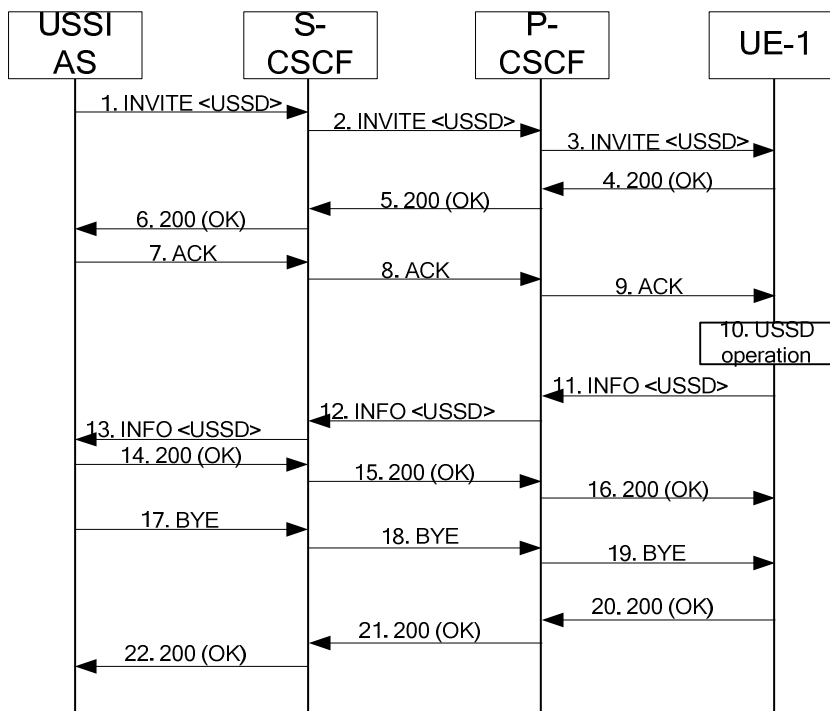 USSI
AS
S-
CSCF
P-
CSCF
UE-1
1. INVITE <USSD>
2. INVITE <USSD>
3. INVITE <USSD>
4. 200 (OK)
5. 200 (OK)
6. 200 (OK)
7. ACK
8. ACK
9. ACK
10. USSD
operation
11. INFO <USSD>
12. INFO <USSD>
13. INFO <USSD>
14. 200 (OK)
15. 200 (OK)
16. 200 (OK)
17. BYE
18. BYE
19. BYE
20. 200 (OK)
21. 200 (OK)
22. 200 (OK)